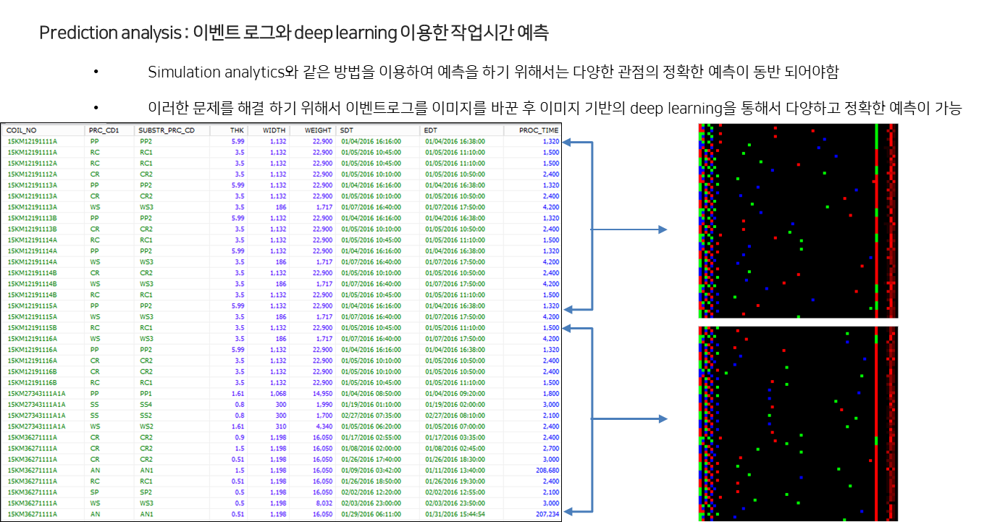 Prediction analysis : 이벤트 로그와 deep learning 이용한 작업시간 예측
• Simulation analytics와 같은 방법을 이용하여 예측을 하기 위해서는 다양한 관점의 정확한 예측이 동반 되어야함
• 이러한 문제를 해결 하기 위해서 이벤트로그를 이미지를 바꾼 후 이미지 기반의 deep learning을 통해서 다양하고 정확한 예측이 가능
COIL_NO PRC_CD1 SUBSTR_PRC_CD THK WIDTH WEIGHT SDT EDT PROC_TIME
15KM12191111A PP PP2 5.99 1,132 22,900 01/04/2016 16:16:00 01/04/2016 16:38:00 1,320
15KM12191111A RC RC1 3.5 1,132 22,900 01/05/2016 10:45:00 01/05/2016 11:10:00 1,500
15KM12191112A RC RC1 3.5 1,132 22,900 01/05/2016 10:45:00 01/05/2016 11:10:00 1,500
15KM12191112A CR CR2 3.5 1,132 22,900 01/05/2016 10:10:00 01/05/2016 10:50:00 2,400
15KM12191113A PP PP2 5.99 1,132 22,900 01/04/2016 16:16:00 01/04/2016 16:38:00 1,320
15KM12191113A CR CR2 3.5 1,132 22,900 01/05/2016 10:10:00 01/05/2016 10:50:00 2,400
15KM12191113A WS WS3 3.5 186 1,717 01/07/2016 16:40:00 01/07/2016 17:50:00 4,200
15KM12191113B PP PP2 5.99 1,132 22,900 01/04/2016 16:16:00 01/04/2016 16:38:00 1,320
15KM12191113B CR CR2 3.5 1,132 22,900 01/05/2016 10:10:00 01/05/2016 10:50:00 2,400
15KM12191114A RC RC1 3.5 1,132 22,900 01/05/2016 10:45:00 01/05/2016 11:10:00 1,500
15KM12191114A PP PP2 5.99 1,132 22,900 01/04/2016 16:16:00 01/04/2016 16:38:00 1,320
15KM12191114A WS WS3 3.5 186 1,717 01/07/2016 16:40:00 01/07/2016 17:50:00 4,200
15KM12191114B CR CR2 3.5 1,132 22,900 01/05/2016 10:10:00 01/05/2016 10:50:00 2,400
15KM12191114B WS WS3 3.5 186 1,717 01/07/2016 16:40:00 01/07/2016 17:50:00 4,200
15KM12191114B RC RC1 3.5 1,132 22,900 01/05/2016 10:45:00 01/05/2016 11:10:00 1,500
15KM12191115A PP PP2 5.99 1,132 22,900 01/04/2016 16:16:00 01/04/2016 16:38:00 1,320
15KM12191115A WS WS3 3.5 186 1,717 01/07/2016 16:40:00 01/07/2016 17:50:00 4,200
15KM12191115B RC RC1 3.5 1,132 22,900 01/05/2016 10:45:00 01/05/2016 11:10:00 1,500
15KM12191116A WS WS3 3.5 186 1,717 01/07/2016 16:40:00 01/07/2016 17:50:00 4,200
15KM12191116A PP PP2 5.99 1,132 22,900 01/04/2016 16:16:00 01/04/2016 16:38:00 1,320
15KM12191116A CR CR2 3.5 1,132 22,900 01/05/2016 10:10:00 01/05/2016 10:50:00 2,400
15KM12191116B CR CR2 3.5 1,132 22,900 01/05/2016 10:10:00 01/05/2016 10:50:00 2,400
15KM12191116B RC RC1 3.5 1,132 22,900 01/05/2016 10:45:00 01/05/2016 11:10:00 1,500
15KM27343111A1A PP PP1 1.61 1,068 14,950 01/04/2016 08:50:00 01/04/2016 09:20:00 1,800
15KM27343111A1A SS SS4 0.8 300 1,990 01/19/2016 01:10:00 01/19/2016 02:00:00 3,000
15KM27343111A1A SS SS2 0.8 300 1,700 02/27/2016 07:35:00 02/27/2016 08:10:00 2,100
15KM27343111A1A WS WS2 1.61 310 4,340 01/05/2016 06:20:00 01/05/2016 07:00:00 2,400
15KM36271111A CR CR2 0.9 1,198 16,050 01/17/2016 02:55:00 01/17/2016 03:35:00 2,400
15KM36271111A CR CR2 1.5 1,198 16,050 01/08/2016 02:00:00 01/08/2016 02:45:00 2,700
15KM36271111A CR CR2 0.51 1,198 16,050 01/26/2016 17:40:00 01/26/2016 18:30:00 3,000
15KM36271111A AN AN1 1.5 1,198 16,050 01/09/2016 03:42:00 01/11/2016 13:40:00 208,680
15KM36271111A RC RC1 0.51 1,198 16,050 01/26/2016 18:50:00 01/26/2016 19:30:00 2,400
15KM36271111A SP SP2 0.5 1,198 16,050 02/02/2016 12:20:00 02/02/2016 12:55:00 2,100
15KM36271111A WS WS3 0.5 1,198 8,032 02/03/2016 23:00:00 02/03/2016 23:50:00 3,000
15KM36271111A AN AN1 0.51 1,198 16,050 01/29/2016 06:11:00 01/31/2016 15:44:54 207,234